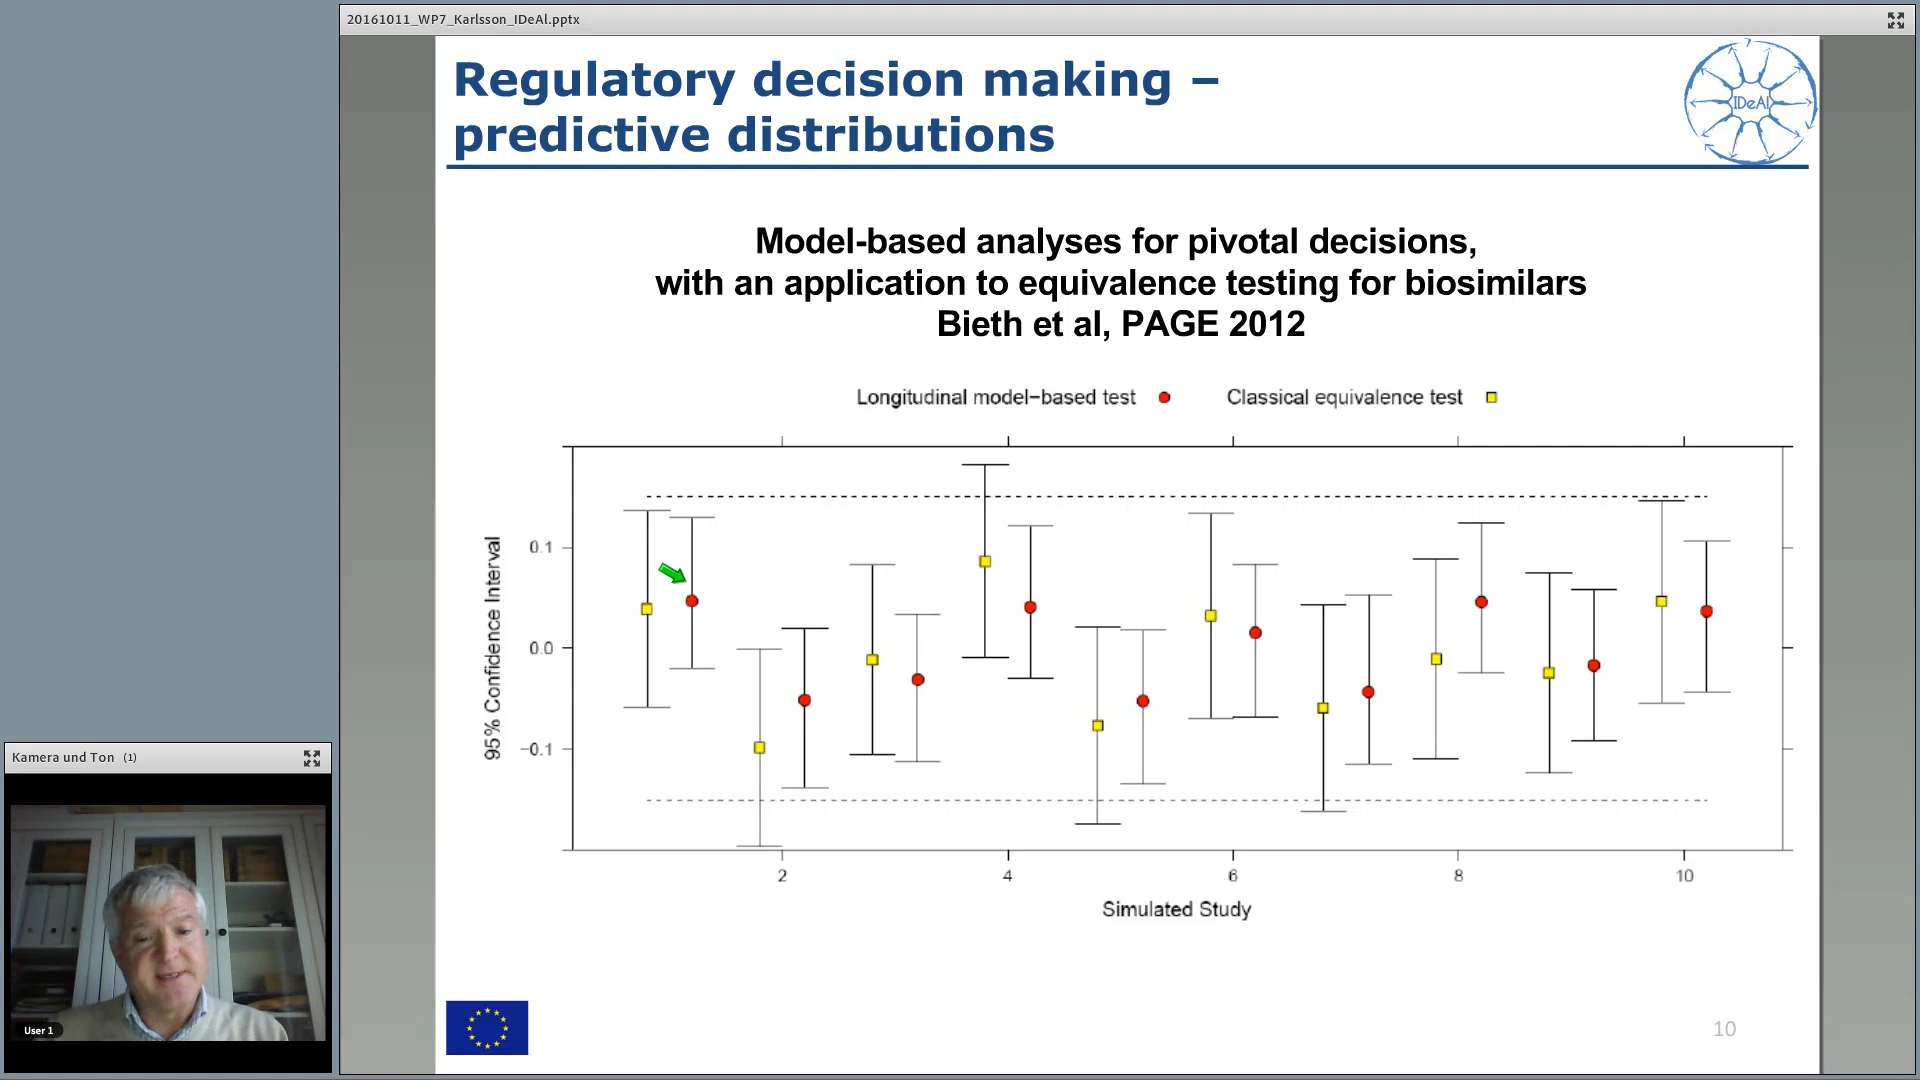 20161011_WP7_Karlsson_IDeAl.pptx
Regulatory decision making –
predictive distributions
IDeAl
Model-based analyses for pivotal decisions,
with an application to equivalence testing for biosimilars
Bieth et al, PAGE 2012
Longitudinal model−based test
Classical equivalence test
95% Confidence Interval
0.1
0.0
−0.1
2 4 6 8 10
Simulated Study
10
Kamera und Ton (1)
User 1